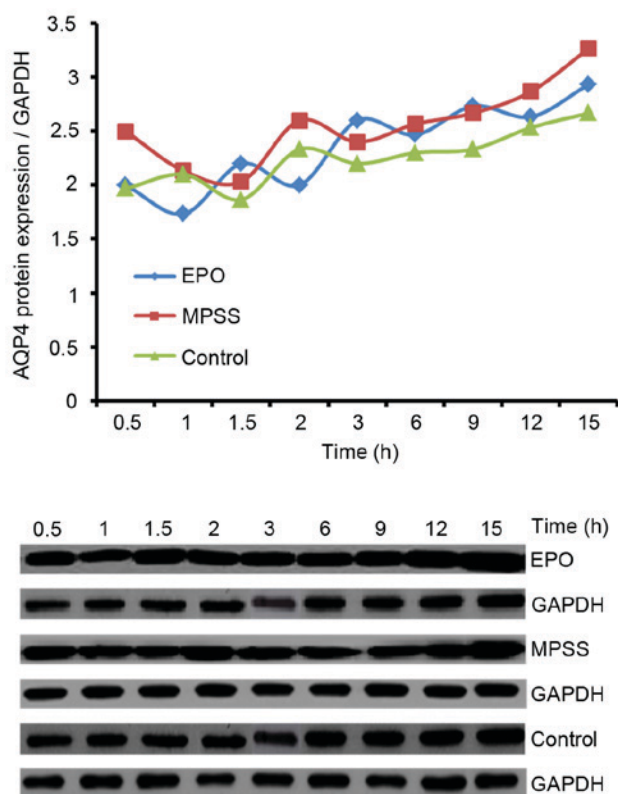 AQP4 protein expression / GAPDH
3.5
3
2.5
2
1.5
1
0.5
0
EPO
MPSS
Control
0.5 1 1.5 2 3 6 9 12 15
Time (h)
0.5 1 1.5 2 3 6 9 12 15 Time (h)
EPO
GAPDH
MPSS
GAPDH
Control
GAPDH